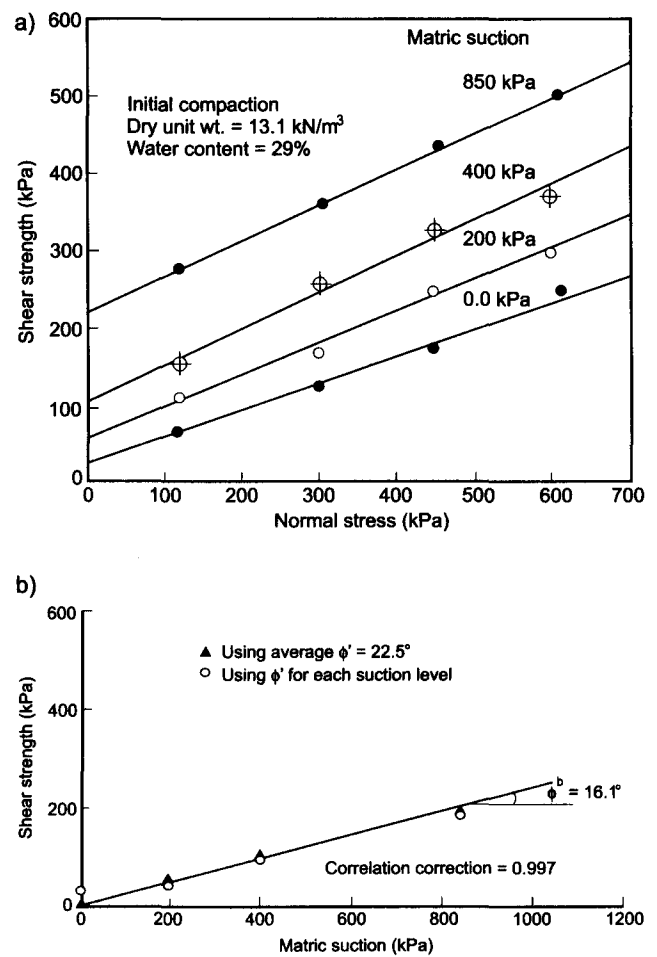 a)
600
500
400
300
200
100
0
Shear strength (kPa)
Matric suction
850 kPa
Initial compaction
Dry unit wt. = 13.1 kN/m³
Water content = 29%
400 kPa
200 kPa
0.0 kPa
0 100 200 300 400 500 600 700
Normal stress (kPa)
b)
600
400
200
0
Shear strength (kPa)
▲ Using average ϕ' = 22.5°
○ Using ϕ' for each suction level
ϕᵇ = 16.1°
Correlation correction = 0.997
0 200 400 600 800 1000 1200
Matric suction (kPa)